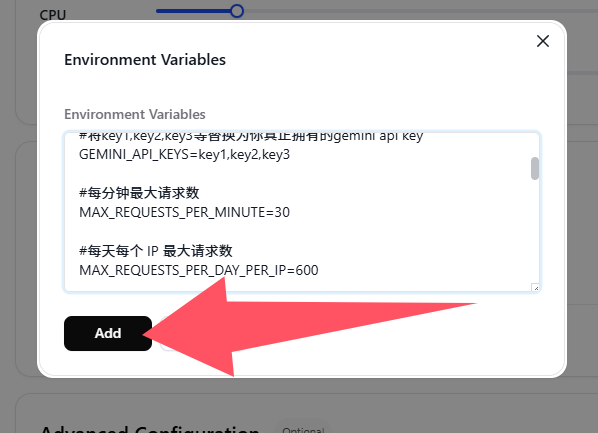 CPU
Environment Variables
Environment Variables
#将key1,key2,key3等替换为你真正拥有的gemini api key
GEMINI_API_KEYS=key1,key2,key3
#每分钟最大请求数
MAX_REQUESTS_PER_MINUTE=30
#每天每个 IP 最大请求数
MAX_REQUESTS_PER_DAY_PER_IP=600
Add
Advanced Configuration
Optional